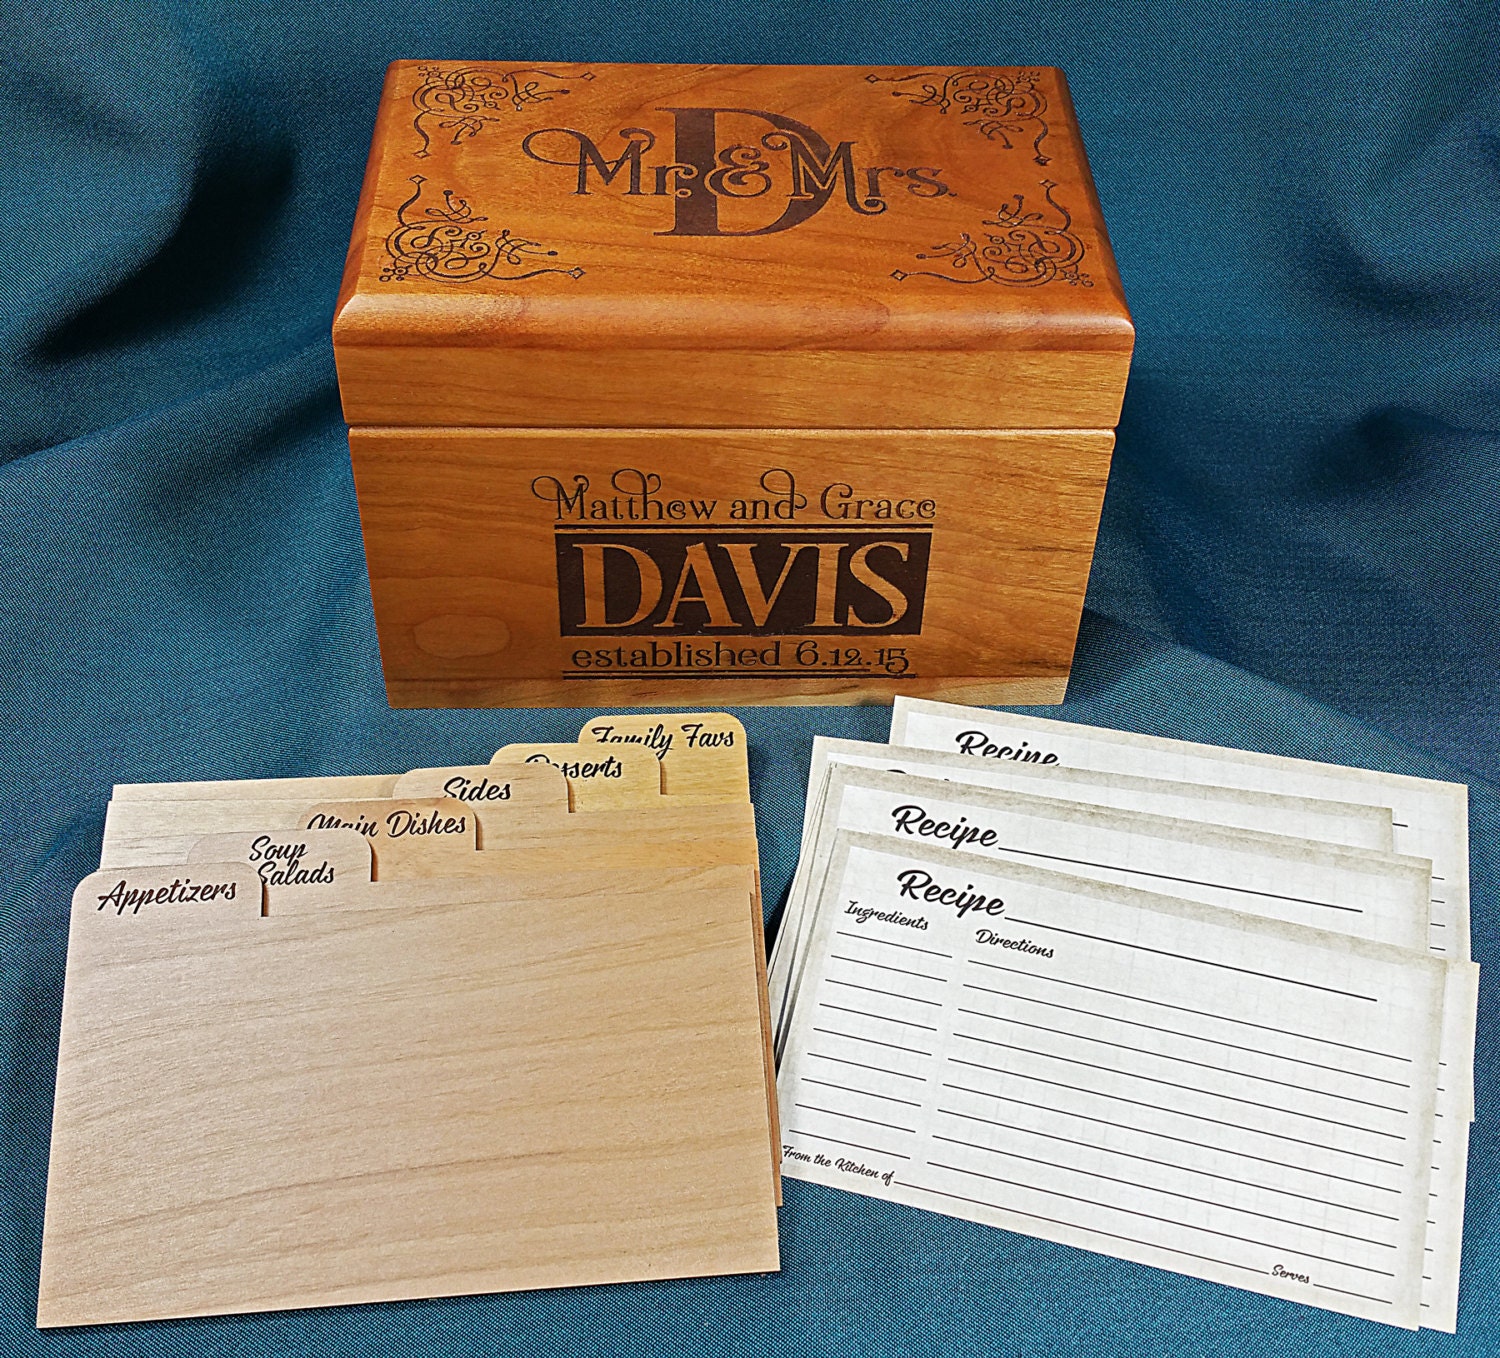 D
Mr. & Mrs.
Matthew and Grace
DAVIS
established 6.12.15
Family Favs
Desserts
Sides
Main Dishes
Soup
Salads
Appetizers
Recipe
Recipe
Recipe
Ingredients
Directions
From the Kitchen of
Serves